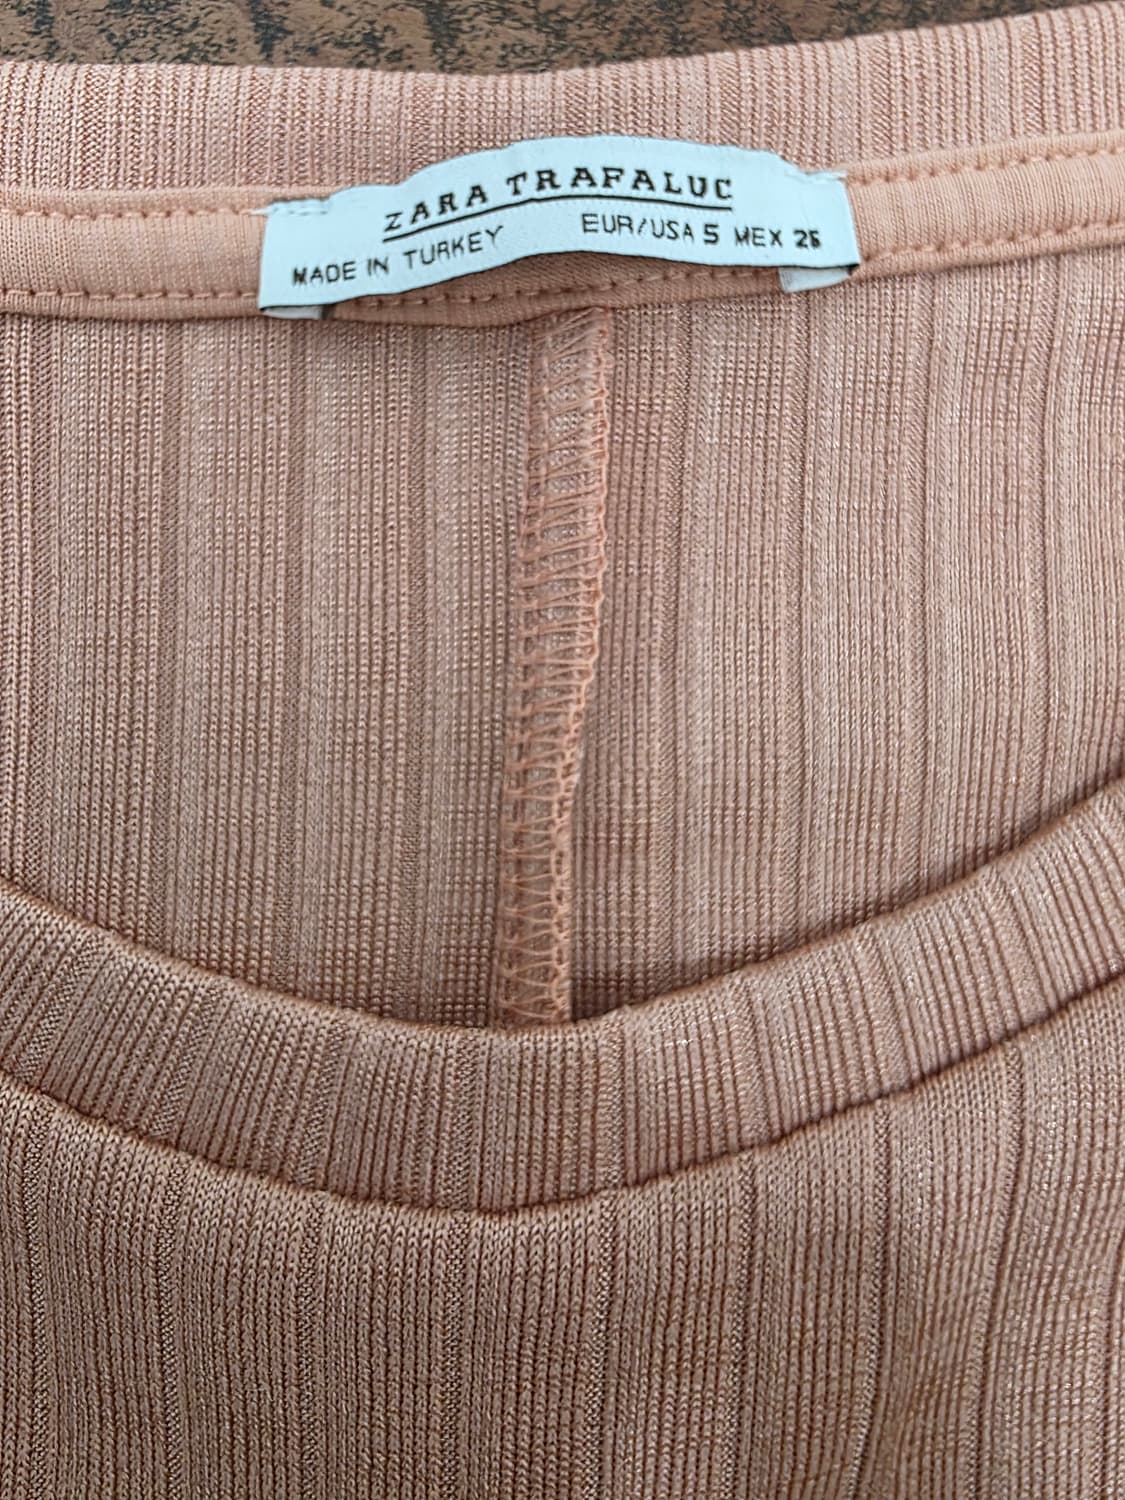 ZARA TRAFALUC
MADE IN TURKEY EUR/USA S MEX 26